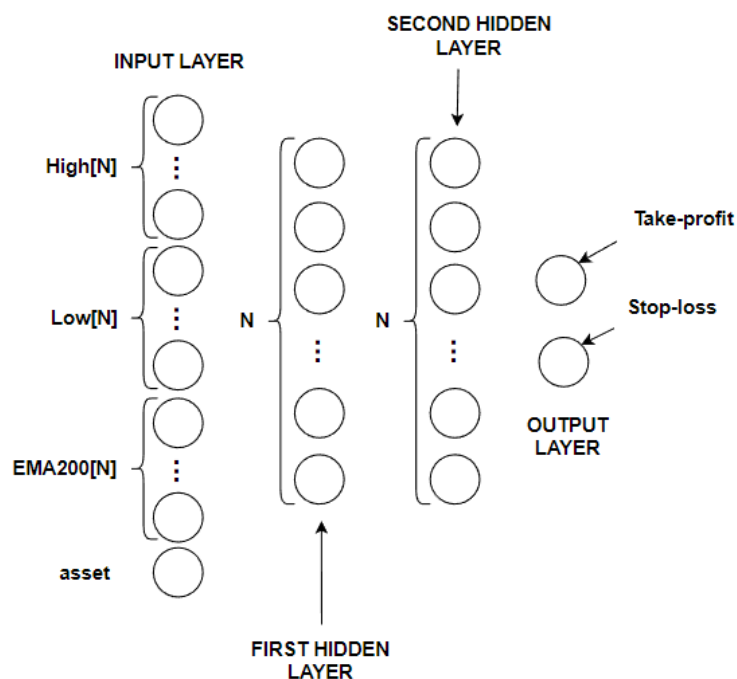 SECOND HIDDEN
LAYER
INPUT LAYER
High[N]
Low[N]
EMA200[N]
asset
N
N
Take-profit
Stop-loss
OUTPUT
LAYER
FIRST HIDDEN
LAYER